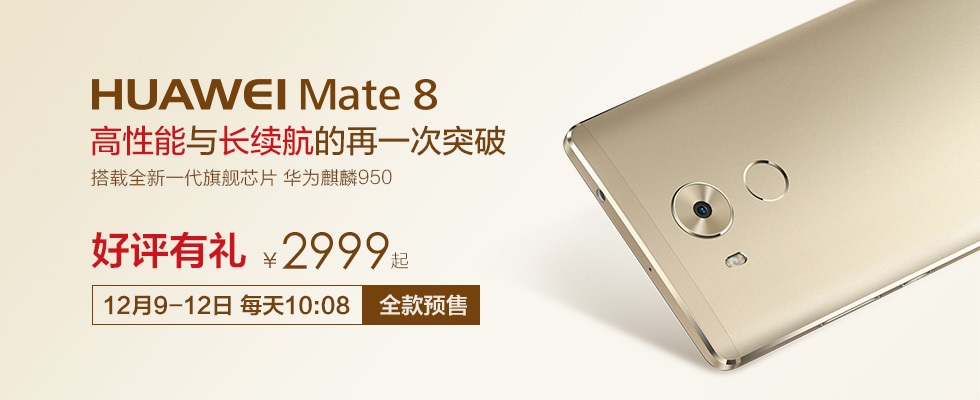 HUAWEI Mate 8
高性能与长续航的再一次突破
搭载全新一代旗舰芯片 华为麒麟950
好评有礼 ¥2999起
12月9-12日 每天10:08 全款预售